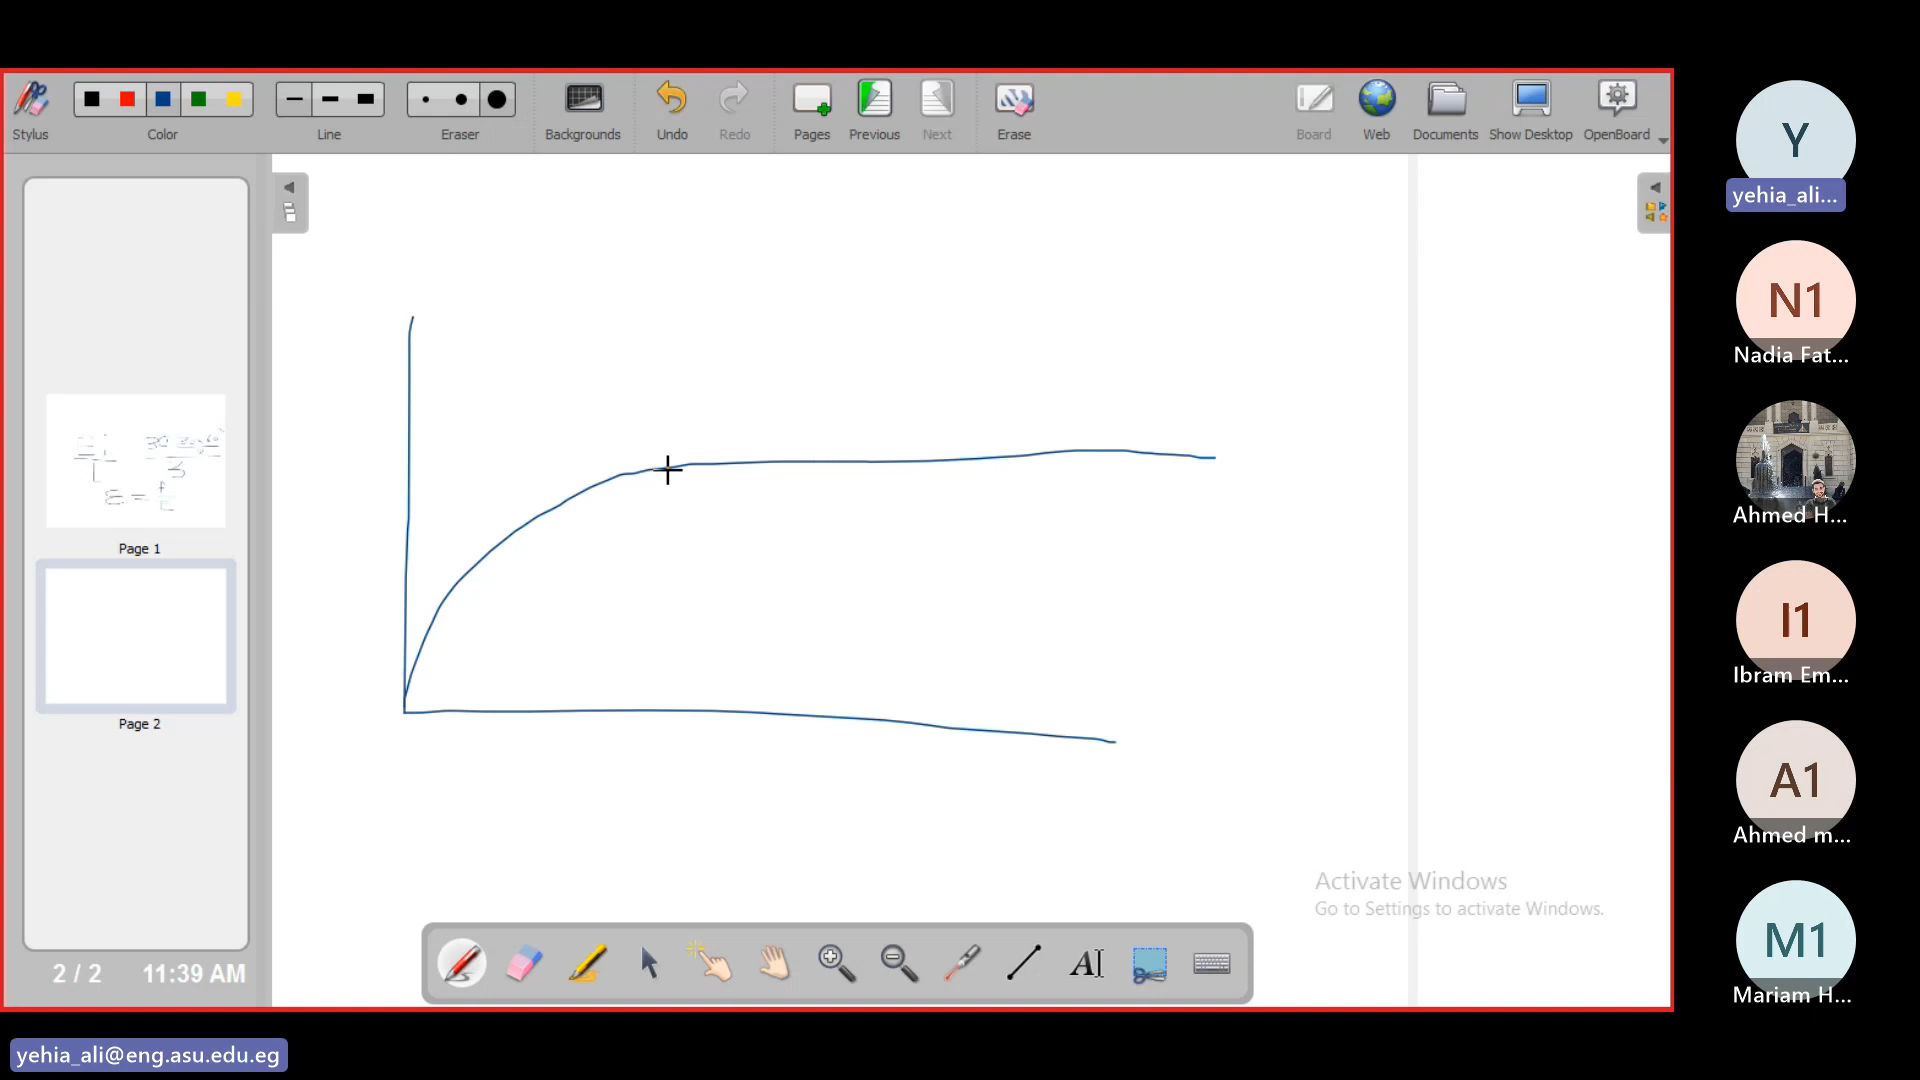 Stylus
Color
Line
Eraser
Backgrounds
Undo
Redo
Pages
Previous
Next
Erase
Board
Web
Documents
Show Desktop
OpenBoard
Page 1
Page 2
2 / 2
11:39 AM
Activate Windows
Go to Settings to activate Windows.
AI
Y
yehia_ali...
N1
Nadia Fat...
Ahmed H...
I1
Ibram Em...
A1
Ahmed m...
M1
Mariam H...
yehia_ali@eng.asu.edu.eg